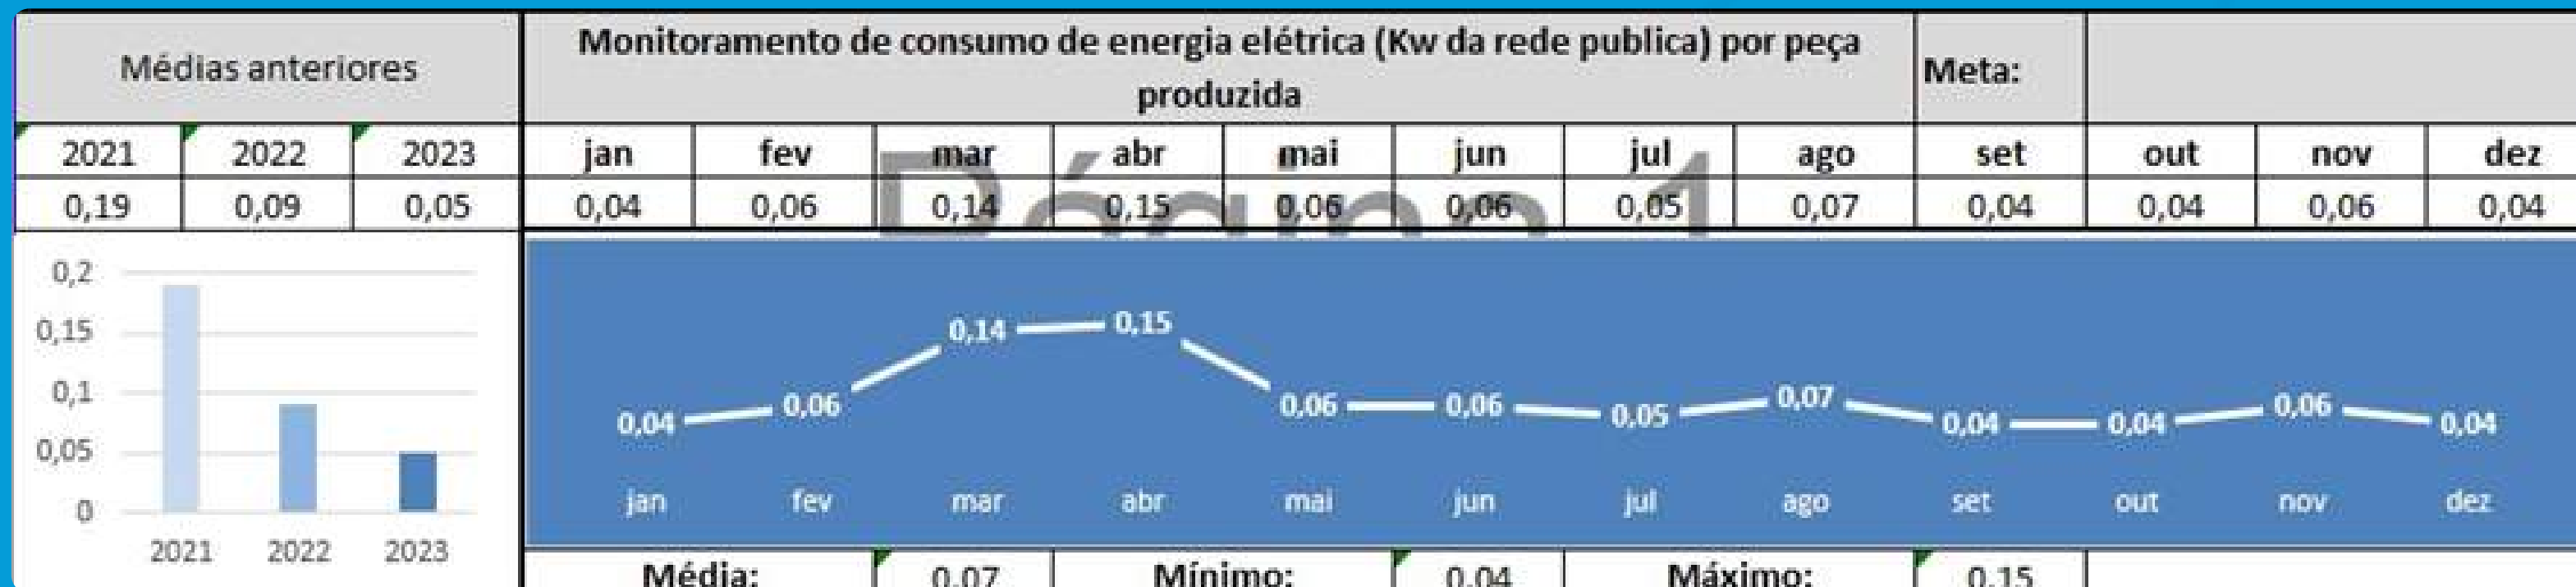 Médias anteriores
Monitoramento de consumo de energia elétrica (Kw da rede publica) por peça
produzida
Meta:
2021 2022 2023 jan fev mar abr mai jun jul ago set out nov dez
0,19 0,09 0,05 0,04 0,06 0,14 0,15 0,06 0,06 0,05 0,07 0,04 0,04 0,06 0,04
Página 1
0,2
0,15
0,1
0,05
0
2021 2022 2023
0,04 0,06 0,14 0,15 0,06 0,06 0,05 0,07 0,04 0,04 0,06 0,04
jan fev mar abr mai jun jul ago set out nov dez
Média: 0,07 Mínimo: 0,04 Máximo: 0,15